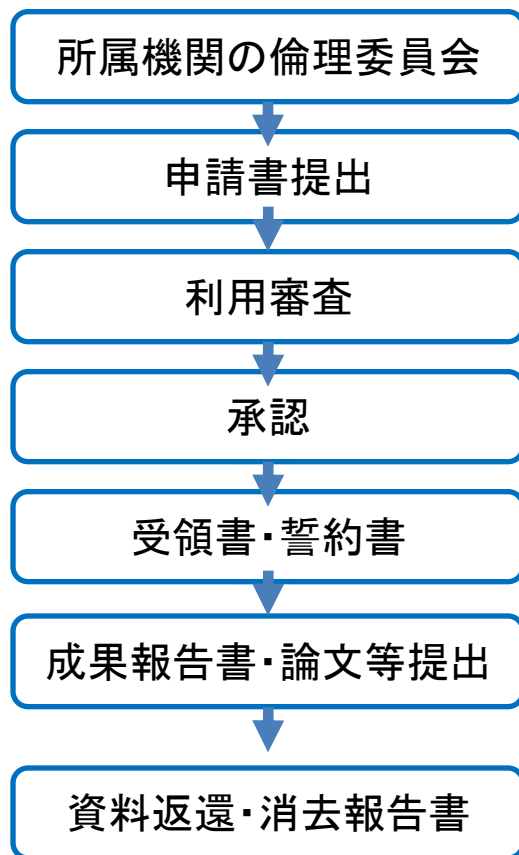 所属機関の倫理委員会
申請書提出
利用審査
承認
受領書・誓約書
成果報告書・論文等提出
資料返還・消去報告書